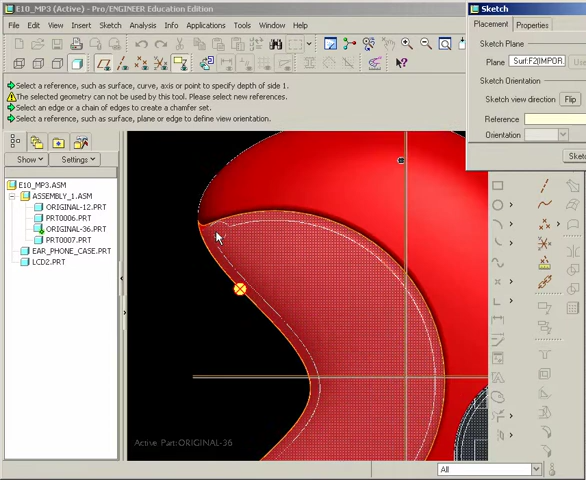 E10_MP3 (Active) - Pro/ENGINEER Education Edition
File Edit View Insert Sketch Analysis Info Applications Tools Window Help
Select a reference, such as surface, curve, axis or point to specify depth of side 1.
The selected geometry can not be used by this tool. Please select new references.
Select an edge or a chain of edges to create a chamfer set.
Select a reference, such as surface, plane or edge to define view orientation.
Show
Settings
E10_MP3.ASM
ASSEMBLY_1.ASM
ORIGINAL-12.PRT
PRT0006.PRT
ORIGINAL-36.PRT
PRT0007.PRT
EAR_PHONE_CASE.PRT
LCD2.PRT
Active Part:ORIGINAL-36
All
Sketch
Placement Properties
Sketch Plane
Plane Surf:F2(IMPOR Use
Sketch Orientation
Sketch view direction Flip
Reference
Orientation
Sketc